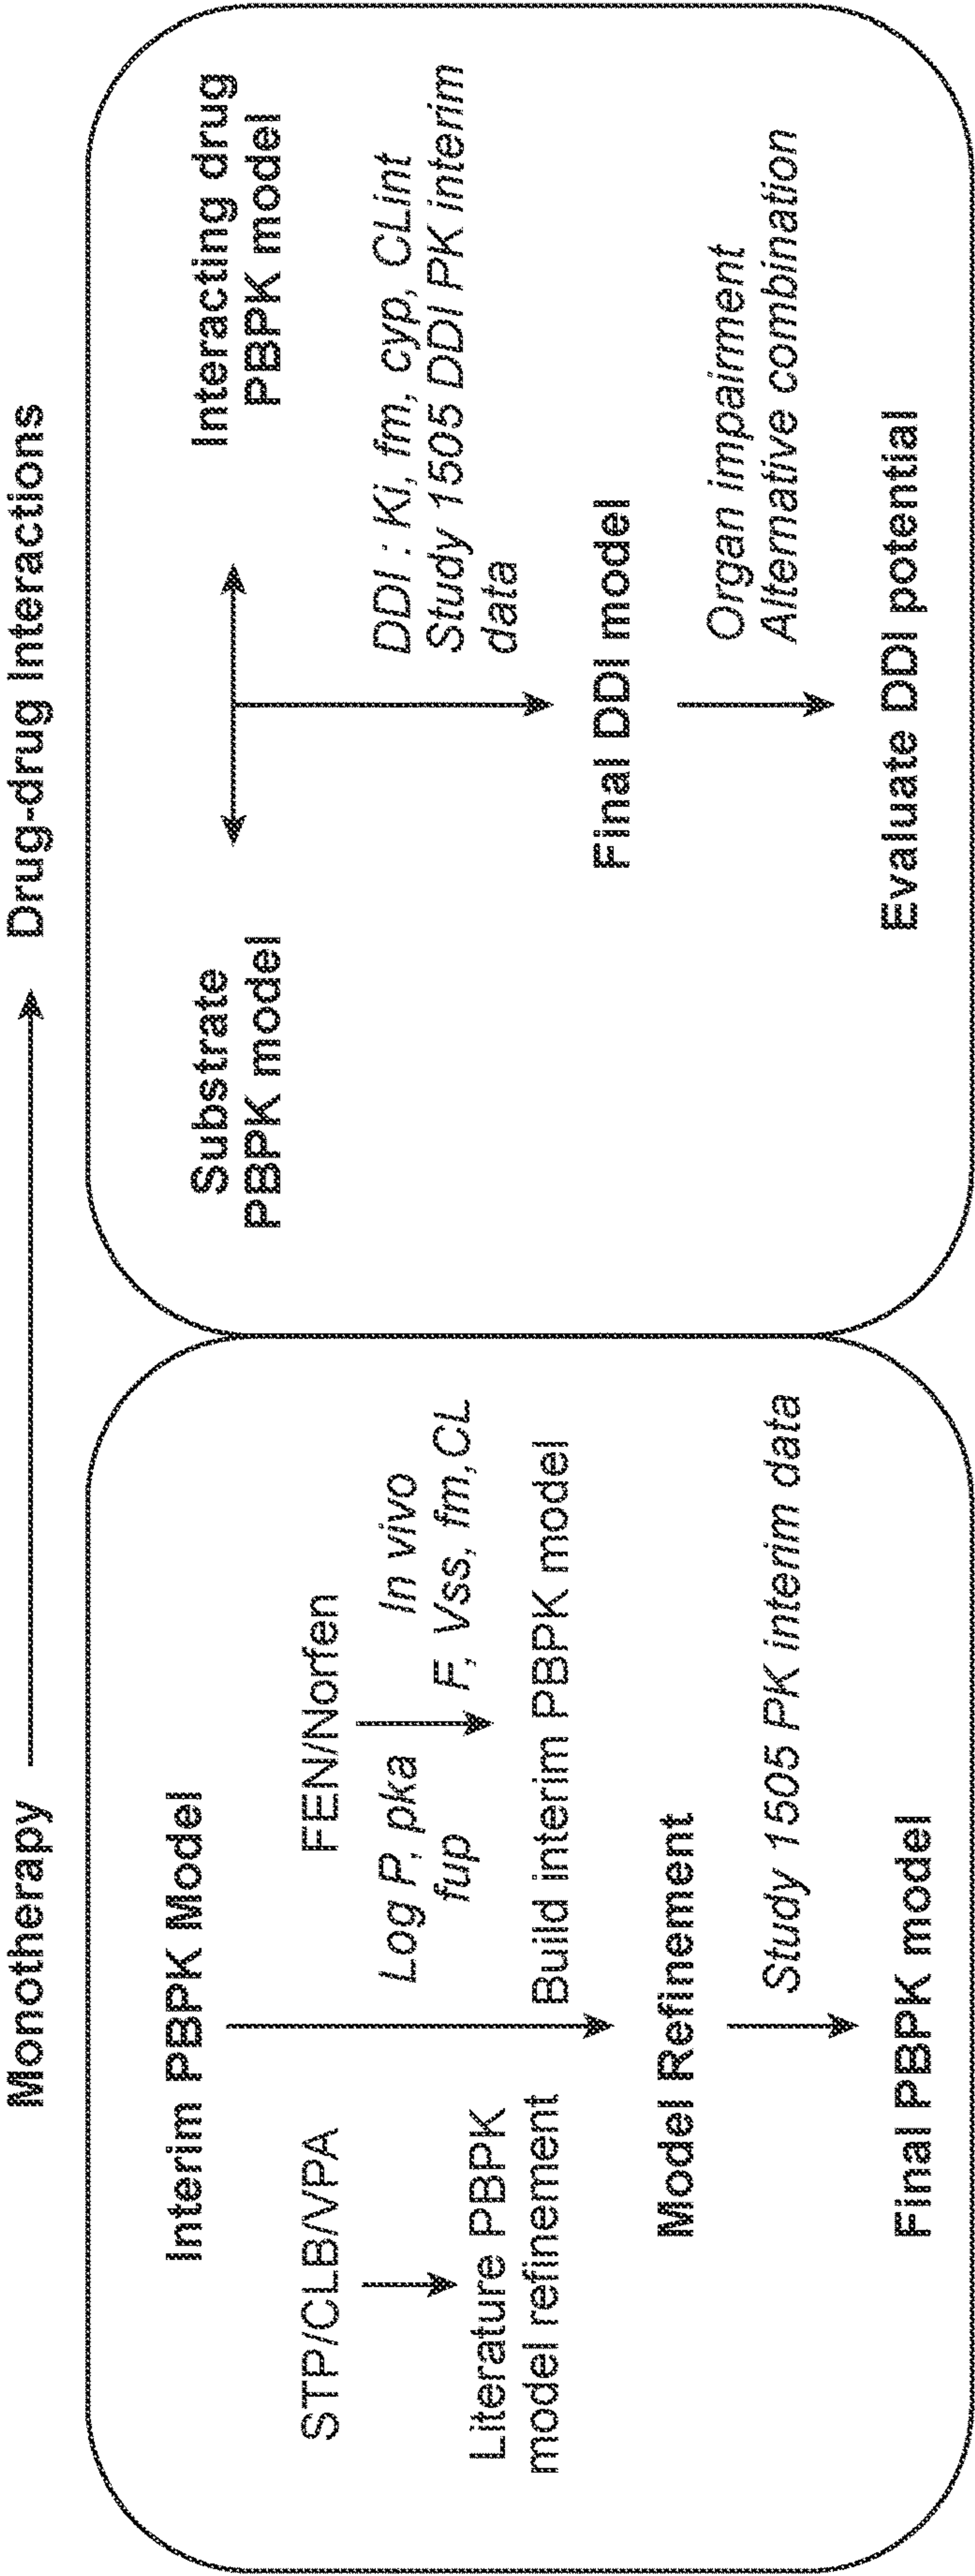 Monotherapy
Drug-drug Interactions
Interim PBPK Model
STP/CLB/VPA
Literature PBPK
model refinement
FEN/Norfen
Log P, pka
fup
In vivo
F, Vss, fm,CL
Build interim PBPK model
Model Refinement
Study 1505 PK interim data
Final PBPK model
Substrate
PBPK model
Interacting drug
PBPK model
DDI : Ki, fm, cyp, CLint
Study 1505 DDI PK interim
data
Final DDI model
Organ impairment
Alternative combination
Evaluate DDI potential